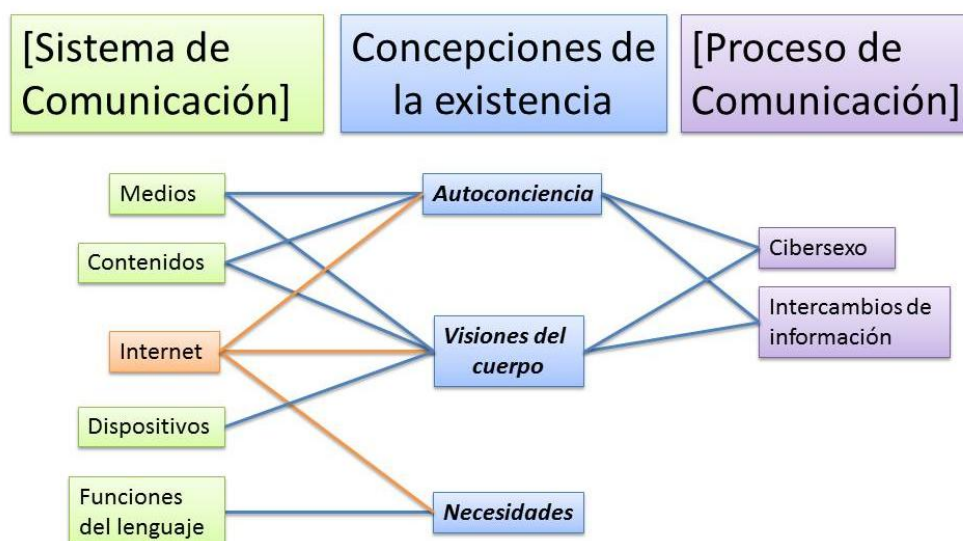 [Sistema de
Comunicación]
Concepciones de
la existencia
[Proceso de
Comunicación]
Medios
Contenidos
Internet
Dispositivos
Funciones
del lenguaje
Autoconciencia
Visiones del
cuerpo
Necesidades
Cibersexo
Intercambios de
información